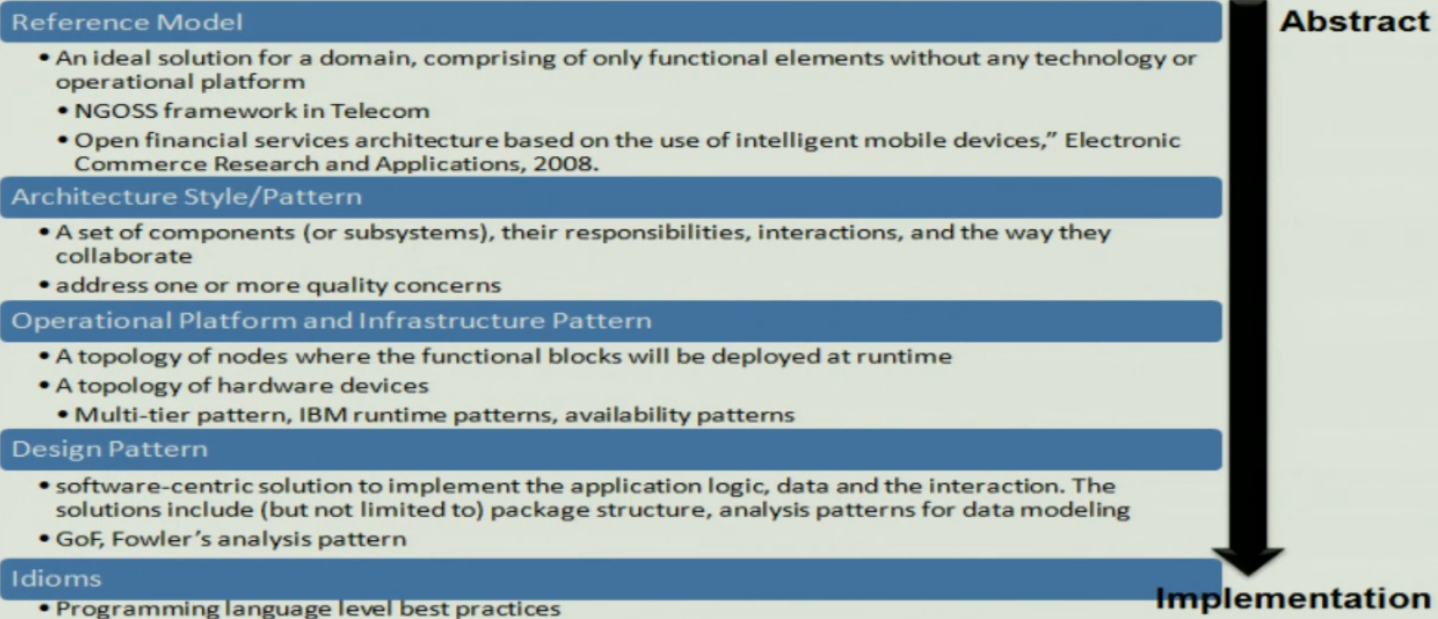 Reference Model
Abstract
• An ideal solution for a domain, comprising of only functional elements without any technology or
operational platform
• NGOSS framework in Telecom
• Open financial services architecture based on the use of intelligent mobile devices,” Electronic
Commerce Research and Applications, 2008.
Architecture Style/Pattern
• A set of components (or subsystems), their responsibilities, interactions, and the way they
collaborate
• address one or more quality concerns
Operational Platform and Infrastructure Pattern
• A topology of nodes where the functional blocks will be deployed at runtime
• A topology of hardware devices
• Multi-tier pattern, IBM runtime patterns, availability patterns
Design Pattern
• software-centric solution to implement the application logic, data and the interaction. The
solutions include (but not limited to) package structure, analysis patterns for data modeling
• GoF, Fowler’s analysis pattern
Idioms
• Programming language level best practices
Implementation